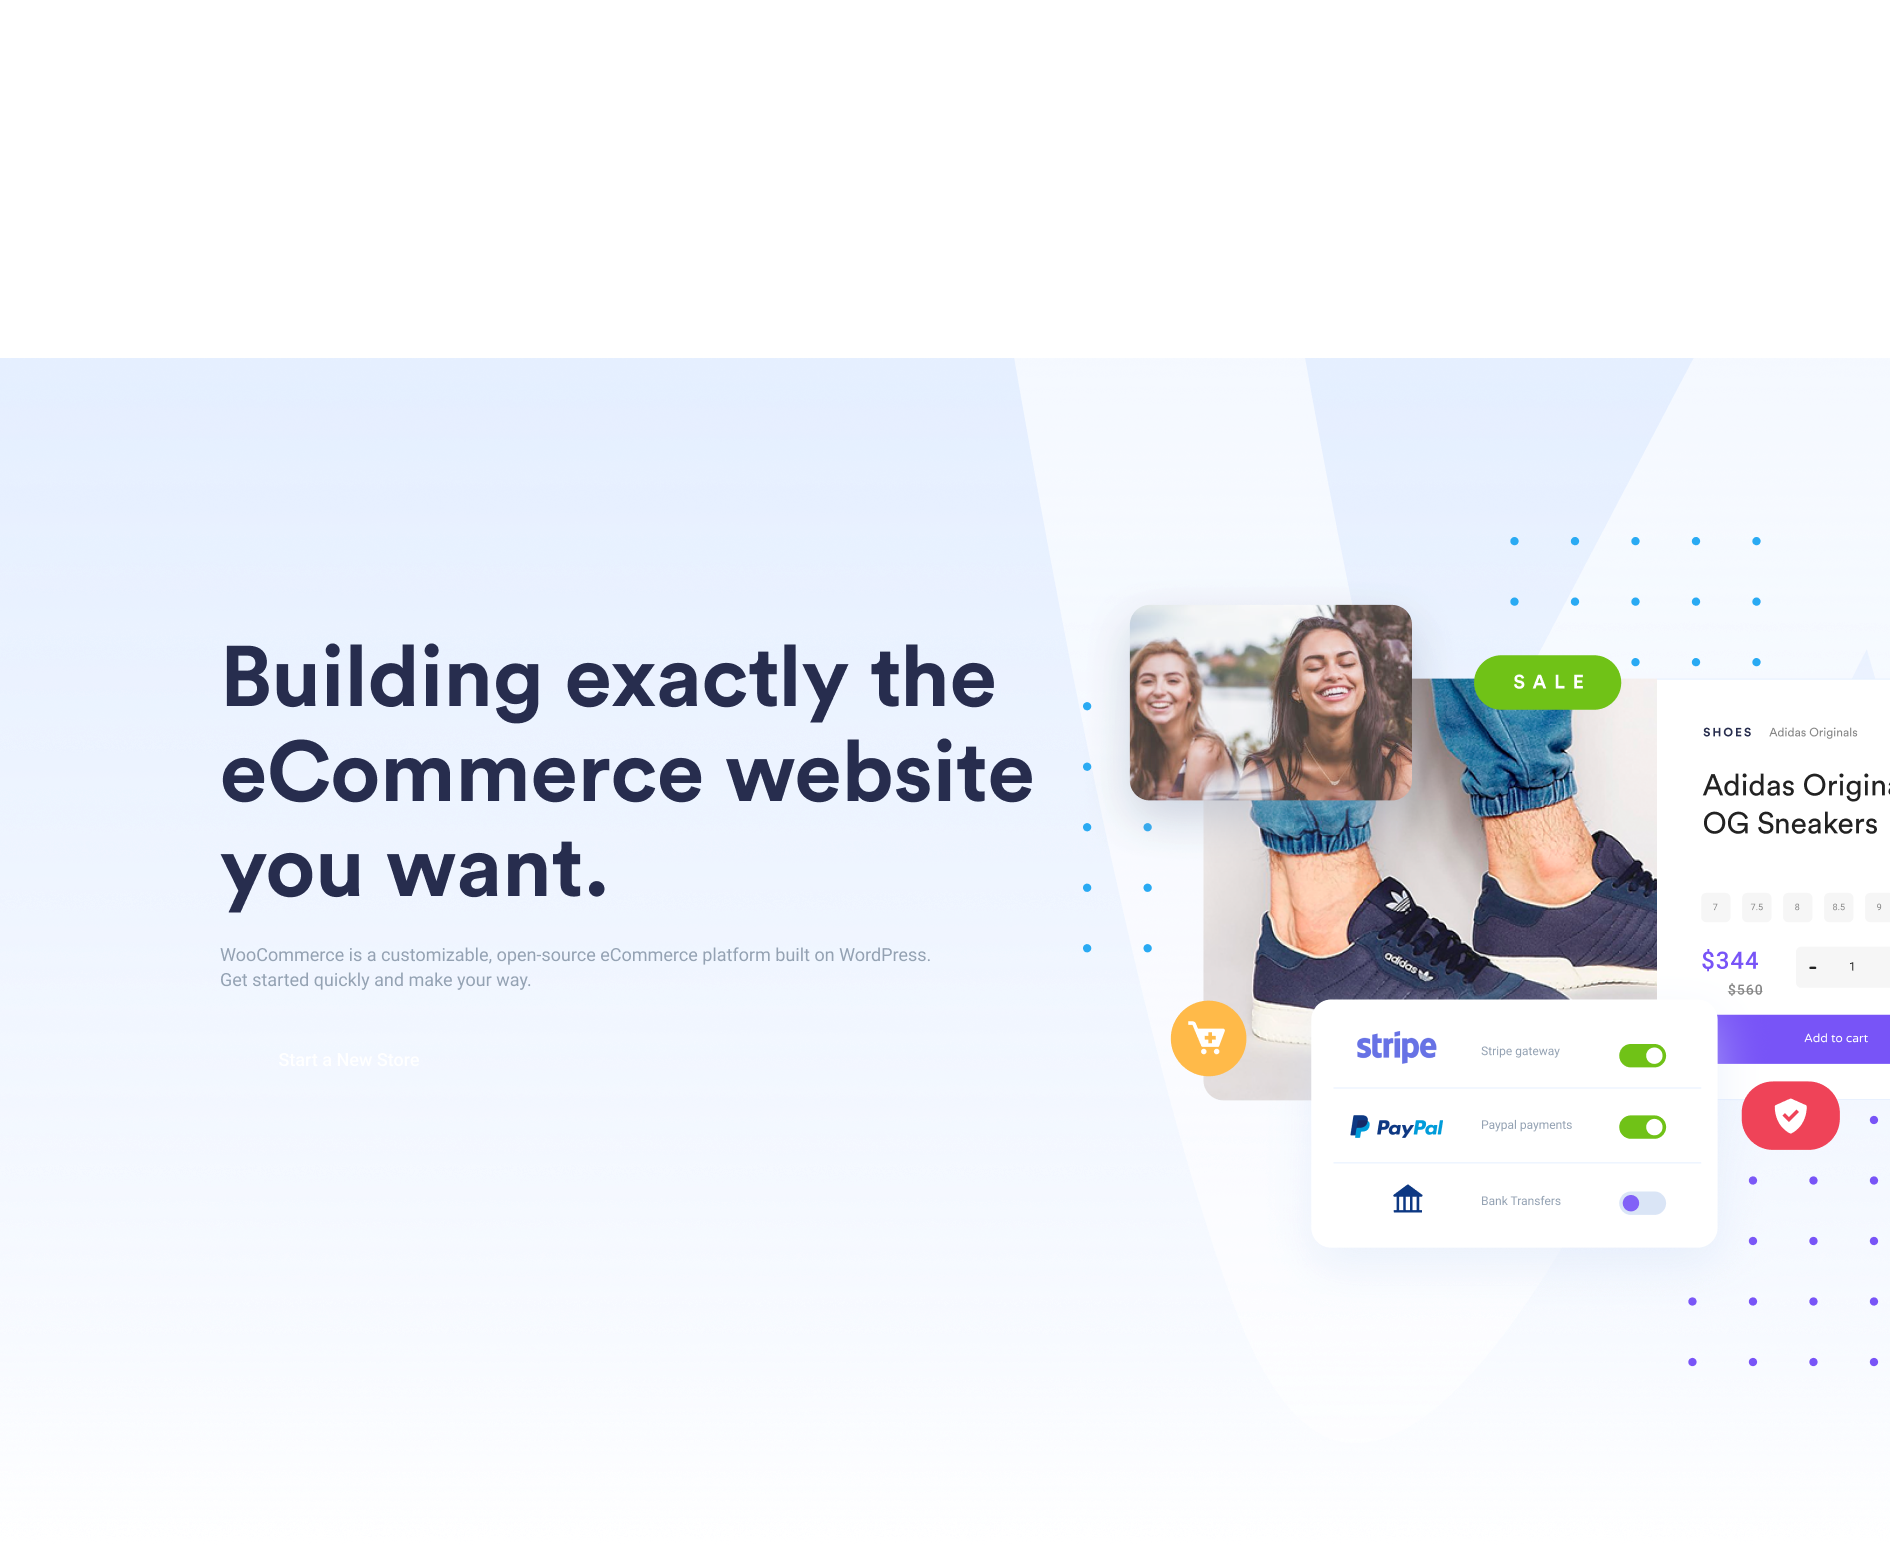 Building exactly the
eCommerce website
you want.
WooCommerce is a customizable, open-source eCommerce platform built on WordPress.
Get started quickly and make your way.
Start a New Store
SALE
SHOES Adidas Originals
Adidas Origina
OG Sneakers
7 7.5 8 8.5 9
$344 - 1
$560
Add to cart
adidas
stripe Stripe gateway
PayPal Paypal payments
Bank Transfers